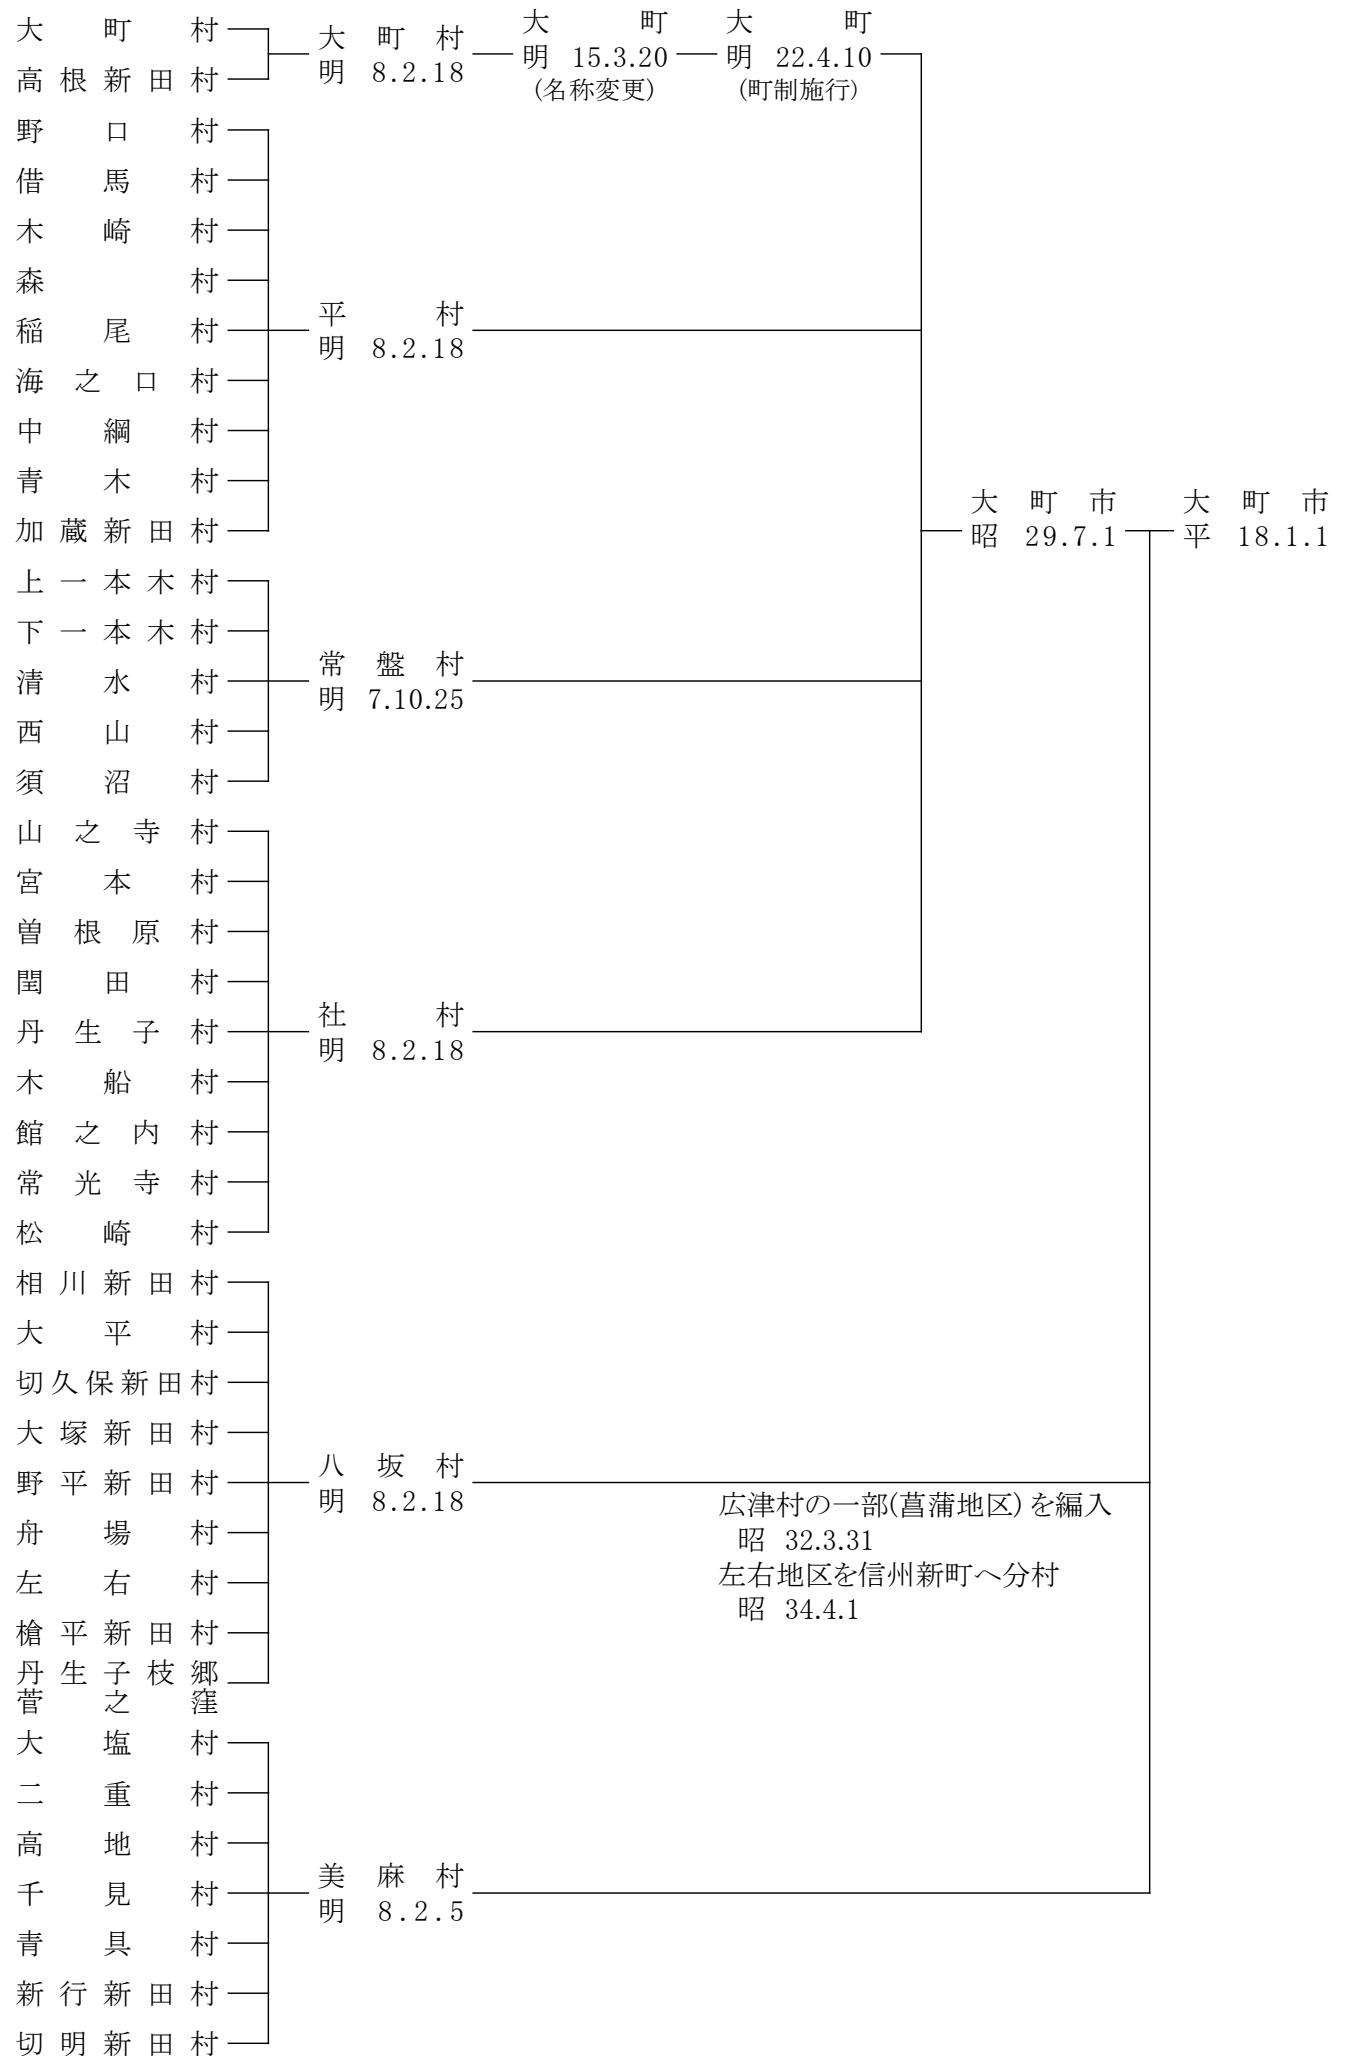 大町村
高根新田村
大町村
明 8.2.18
大町
明 15.3.20
(名称変更)
大町
明 22.4.10
(町制施行)
野口村
借馬村
木崎村
森村
稲尾村
海之口村
中綱村
青木村
加蔵新田村
平村
明 8.2.18
上一本木村
下一本木村
清水村
西山村
須沼村
常盤村
明 7.10.25
山之寺村
宮本村
曽根原村
閏田村
丹生子村
木船村
館之内村
常光寺村
松崎村
社村
明 8.2.18
大町市
昭 29.7.1
大町市
平 18.1.1
相川新田村
大平村
切久保新田村
大塚新田村
野平新田村
舟場村
左右村
槍平新田村
丹生子枝郷
菅之窪
八坂村
明 8.2.18
広津村の一部(菖蒲地区)を編入
昭 32.3.31
左右地区を信州新町へ分村
昭 34.4.1
大塩村
二重村
高地村
千見村
青具村
新行新田村
切明新田村
美麻村
明 8.2.5